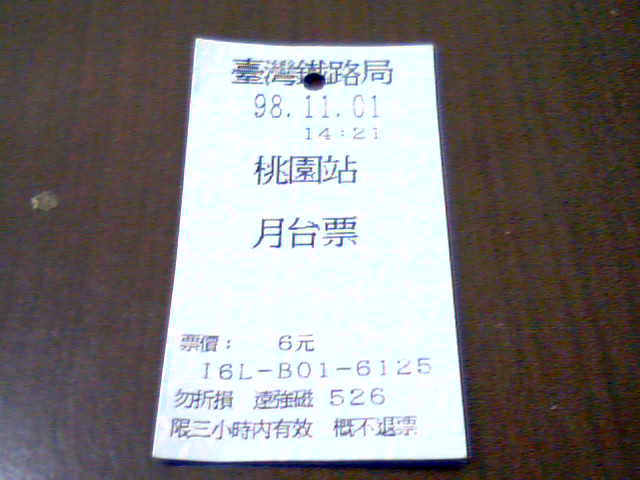 臺灣鐵路局
98.11.01
14:21
桃園站
月台票
票價： 6元
I6L-B01-6125
勿折損 遠強磁 526
限三小時內有效 概不退票